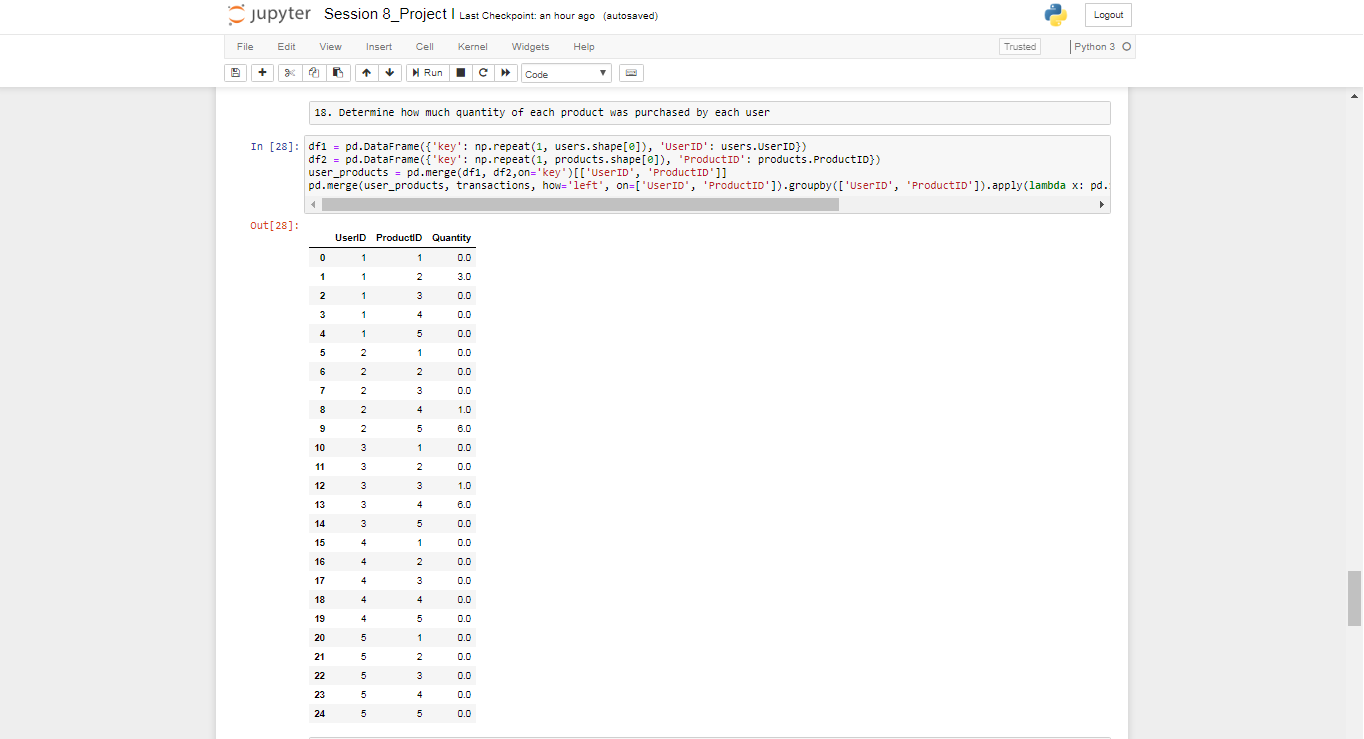 jupyter Session 8_Project I Last Checkpoint: an hour ago (autosaved) Logout
File Edit View Insert Cell Kernel Widgets Help Trusted Python 3
Run Code
18. Determine how much quantity of each product was purchased by each user
In [28]: df1 = pd.DataFrame({'key': np.repeat(1, users.shape[0]), 'UserID': users.UserID})
df2 = pd.DataFrame({'key': np.repeat(1, products.shape[0]), 'ProductID': products.ProductID})
user_products = pd.merge(df1, df2,on='key')[['UserID', 'ProductID']]
pd.merge(user_products, transactions, how='left', on=['UserID', 'ProductID']).groupby(['UserID', 'ProductID']).apply(lambda x: pd.
Out[28]:
UserID ProductID Quantity
0 1 1 0.0
1 1 2 3.0
2 1 3 0.0
3 1 4 0.0
4 1 5 0.0
5 2 1 0.0
6 2 2 0.0
7 2 3 0.0
8 2 4 1.0
9 2 5 6.0
10 3 1 0.0
11 3 2 0.0
12 3 3 1.0
13 3 4 6.0
14 3 5 0.0
15 4 1 0.0
16 4 2 0.0
17 4 3 0.0
18 4 4 0.0
19 4 5 0.0
20 5 1 0.0
21 5 2 0.0
22 5 3 0.0
23 5 4 0.0
24 5 5 0.0